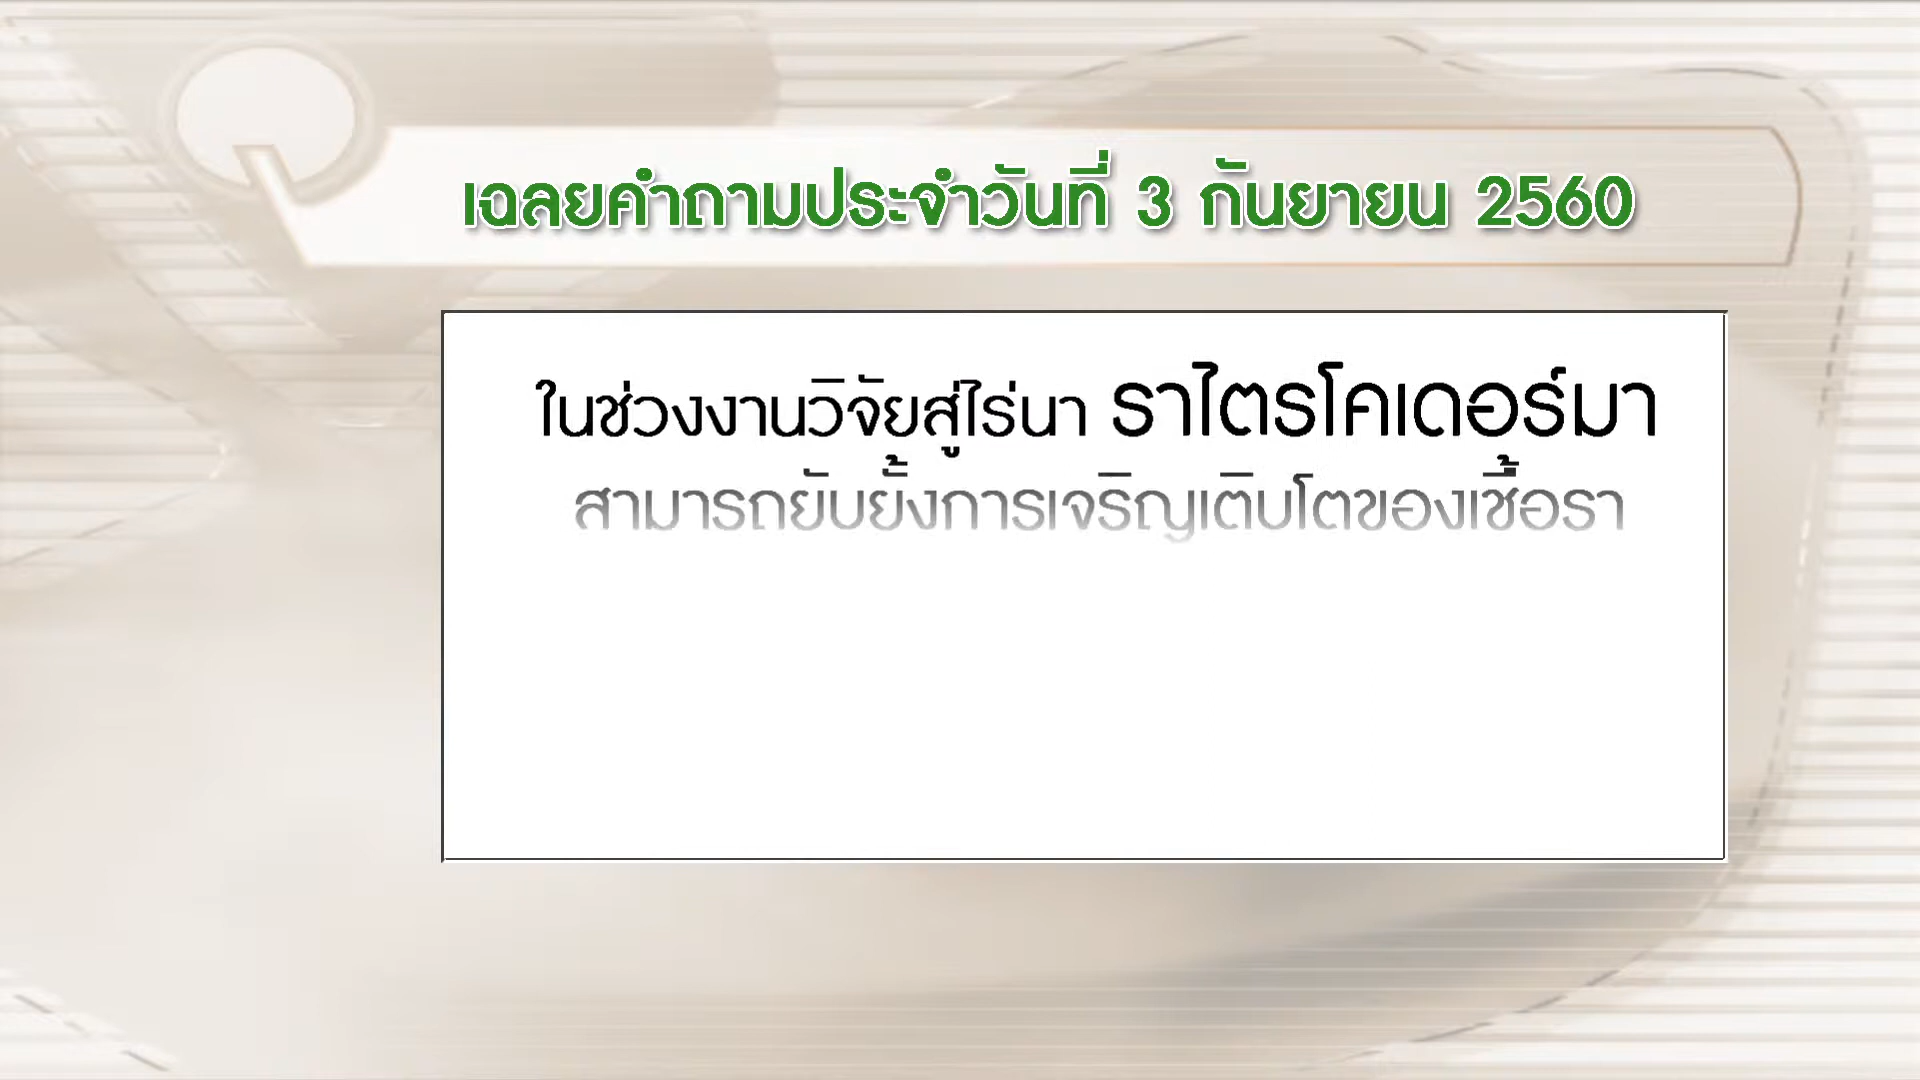 เฉลยคำถามประจำวันที่ 3 กันยายน 2560
ในช่วงงานวิจัยสู่ไร่นา ราไตรโคเดอร์มา
สามารถยับยั้งการเจริญเติบโตของเชื้อรา